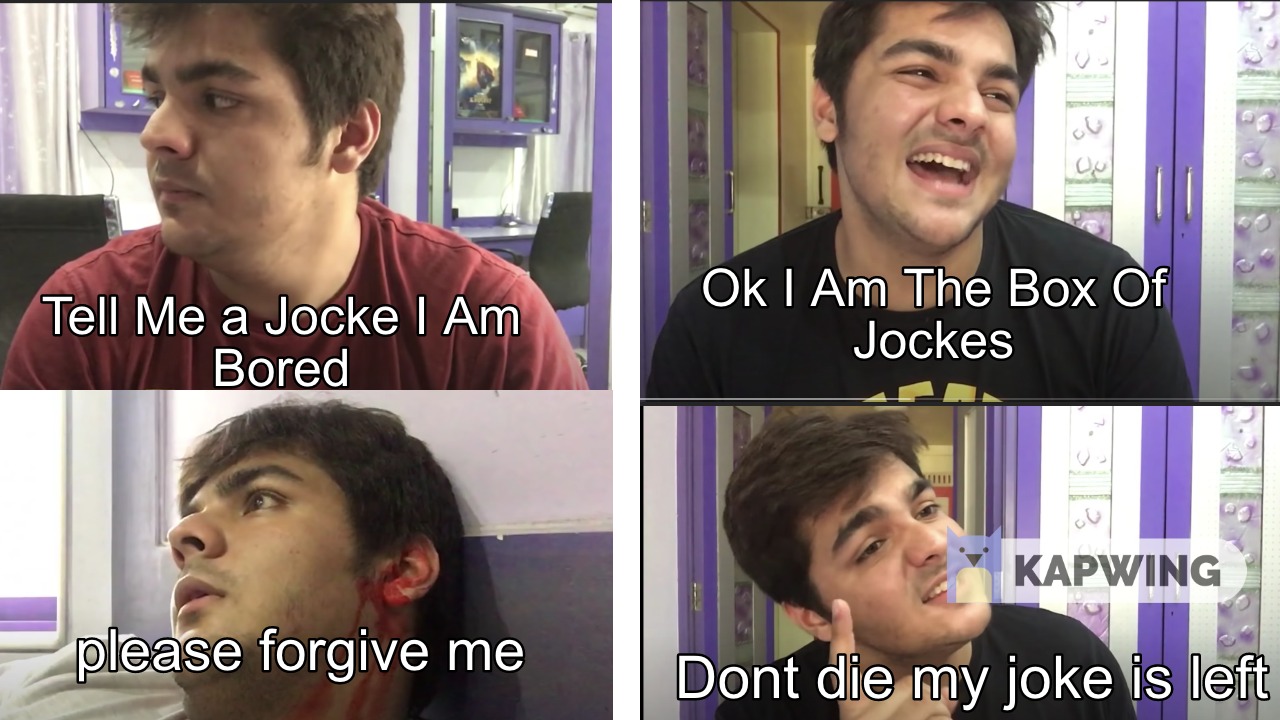 Tell Me a Jocke I Am
Bored
Ok I Am The Box Of
Jockes
please forgive me
KAPWING
Dont die my joke is left